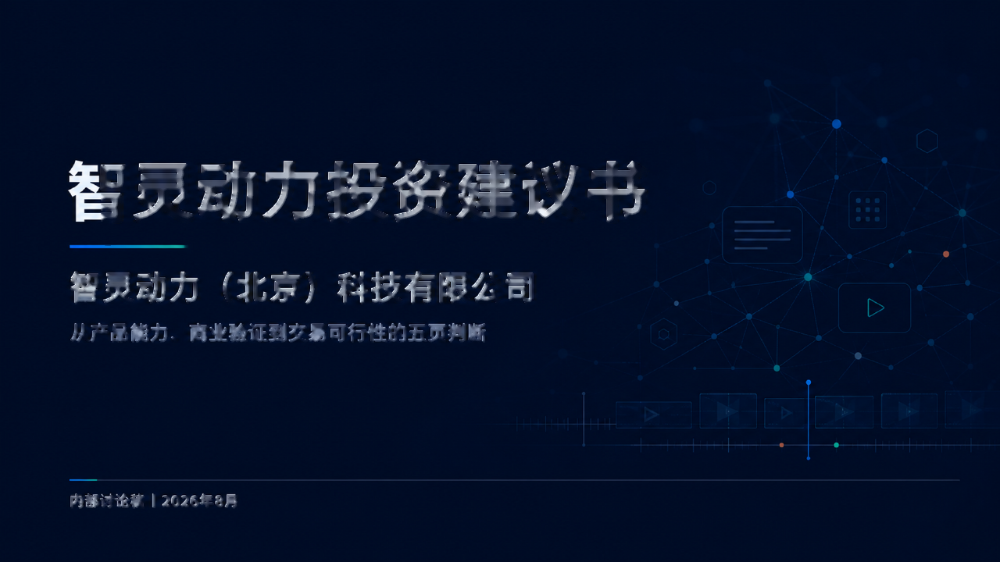 智灵动力投资建议书
智灵动力（北京）科技有限公司
从产品能力、商业验证到交易可行性的五页判断
内部讨论稿｜2026年8月